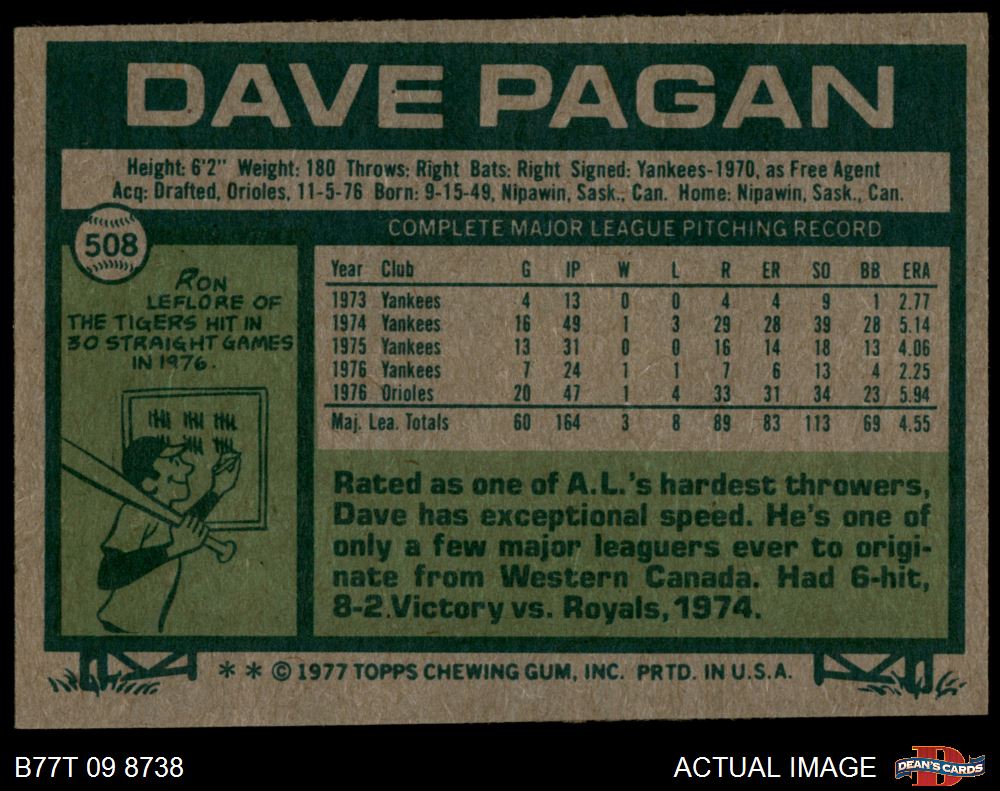 DAVE PAGAN
Height: 6'2" Weight: 180 Throws: Right Bats: Right Signed: Yankees-1970, as Free Agent
Acq: Drafted, Orioles, 11-5-76 Born: 9-15-49, Nipawin, Sask., Can. Home: Nipawin, Sask., Can.
508
RON
LEFLORE OF
THE TIGERS HIT IN
30 STRAIGHT GAMES
IN 1976.
COMPLETE MAJOR LEAGUE PITCHING RECORD
Year Club G IP W L R ER SO BB ERA
1973 Yankees 4 13 0 0 4 4 9 1 2.77
1974 Yankees 16 49 1 3 29 28 39 28 5.14
1975 Yankees 13 31 0 0 16 14 18 13 4.06
1976 Yankees 7 24 1 1 7 6 13 4 2.25
1976 Orioles 20 47 1 4 33 31 34 23 5.94
Maj. Lea. Totals 60 164 3 8 89 83 113 69 4.55
Rated as one of A.L.'s hardest throwers,
Dave has exceptional speed. He's one of
only a few major leaguers ever to origi-
nate from Western Canada. Had 6-hit,
8-2.Victory vs. Royals, 1974.
* * © 1977 TOPPS CHEWING GUM, INC. PRTD. IN U.S.A.
B77T 09 8738
ACTUAL IMAGE
DEAN'S CARDS